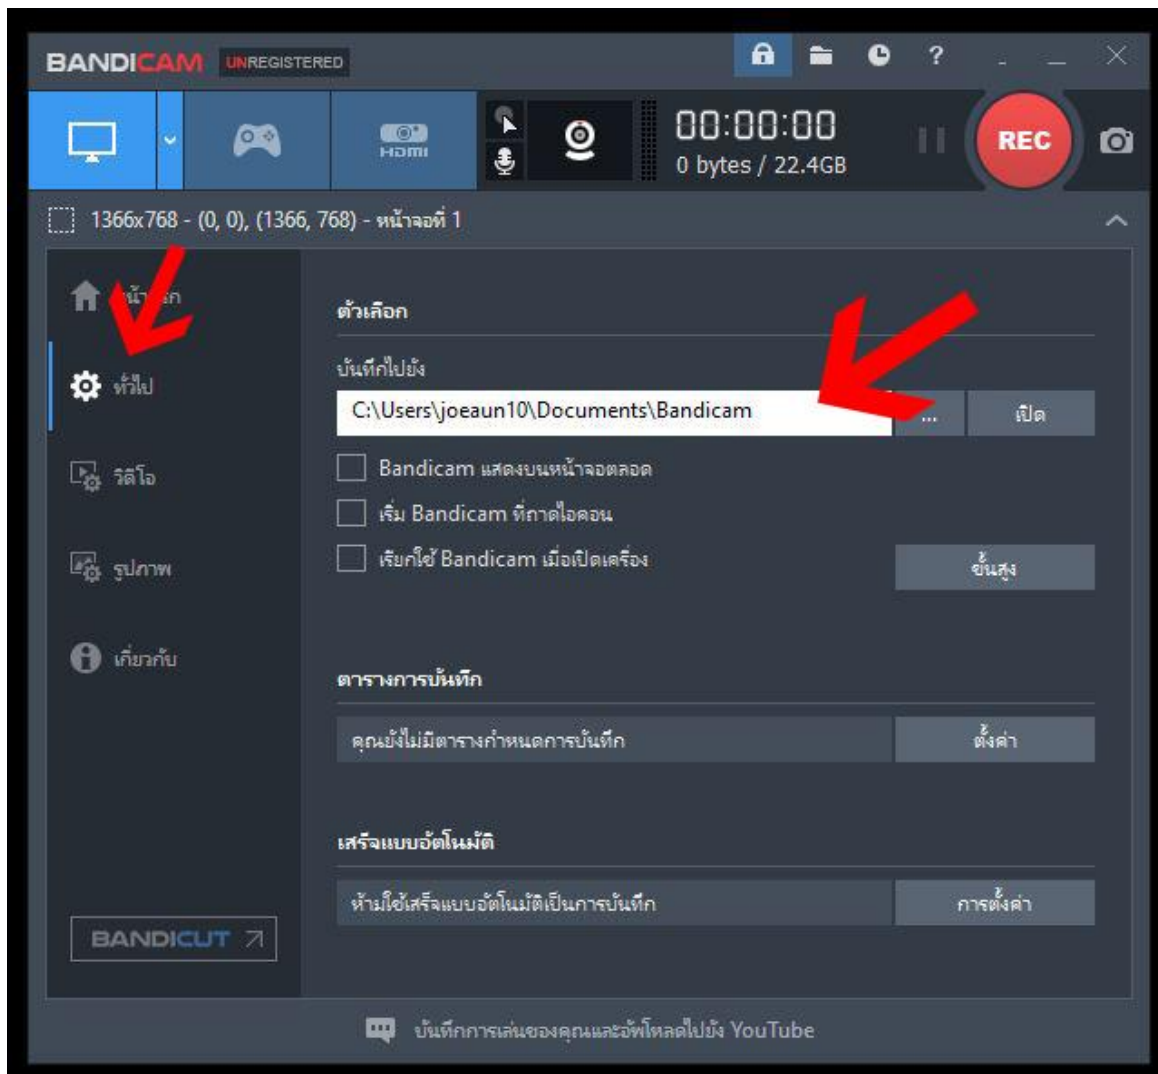 BANDICAM UNREGISTERED
?
HDMI
00:00:00
0 bytes / 22.4GB
REC
1366x768 - (0, 0), (1366, 768) - หน้าจอที่ 1
ตัวเลือก
ทั่วไป
บันทึกไปยัง
C:\Users\joeaun10\Documents\Bandicam
...
เปิด
วิดีโอ
Bandicam แสดงบนหน้าจอตลอด
เริ่ม Bandicam ที่ถาดไอคอน
เรียกใช้ Bandicam เมื่อเปิดเครื่อง
ขั้นสูง
รูปภาพ
เกี่ยวกับ
ตารางการบันทึก
คุณยังไม่มีตารางกำหนดการบันทึก
ตั้งค่า
เสร็จแบบอัตโนมัติ
ห้ามใช้เสร็จแบบอัตโนมัติเป็นการบันทึก
การตั้งค่า
BANDICUT
บันทึกการเล่นของคุณและอัพโหลดไปยัง YouTube